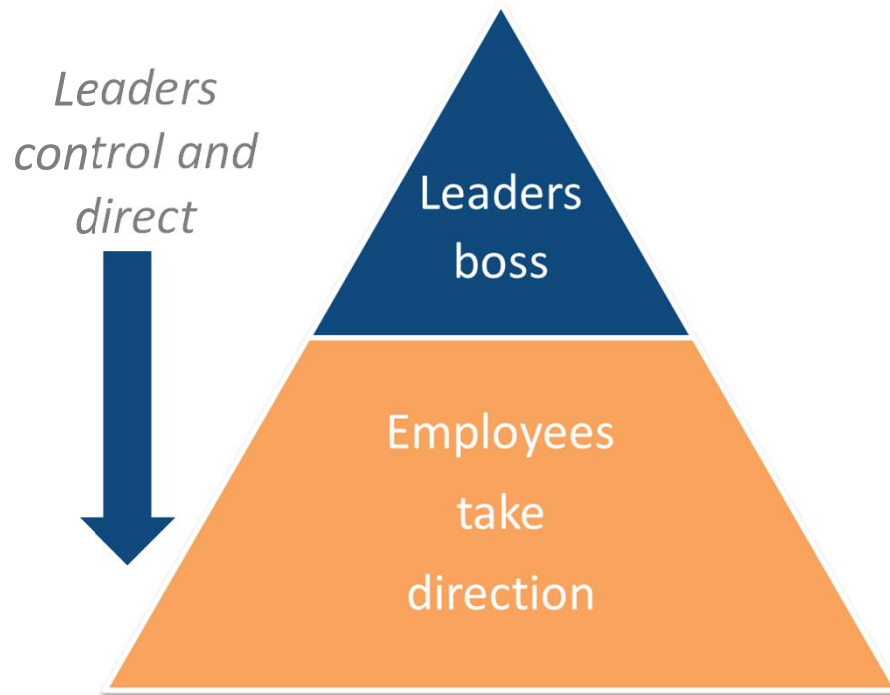 Leaders
control and
direct
Leaders
boss
Employees
take
direction